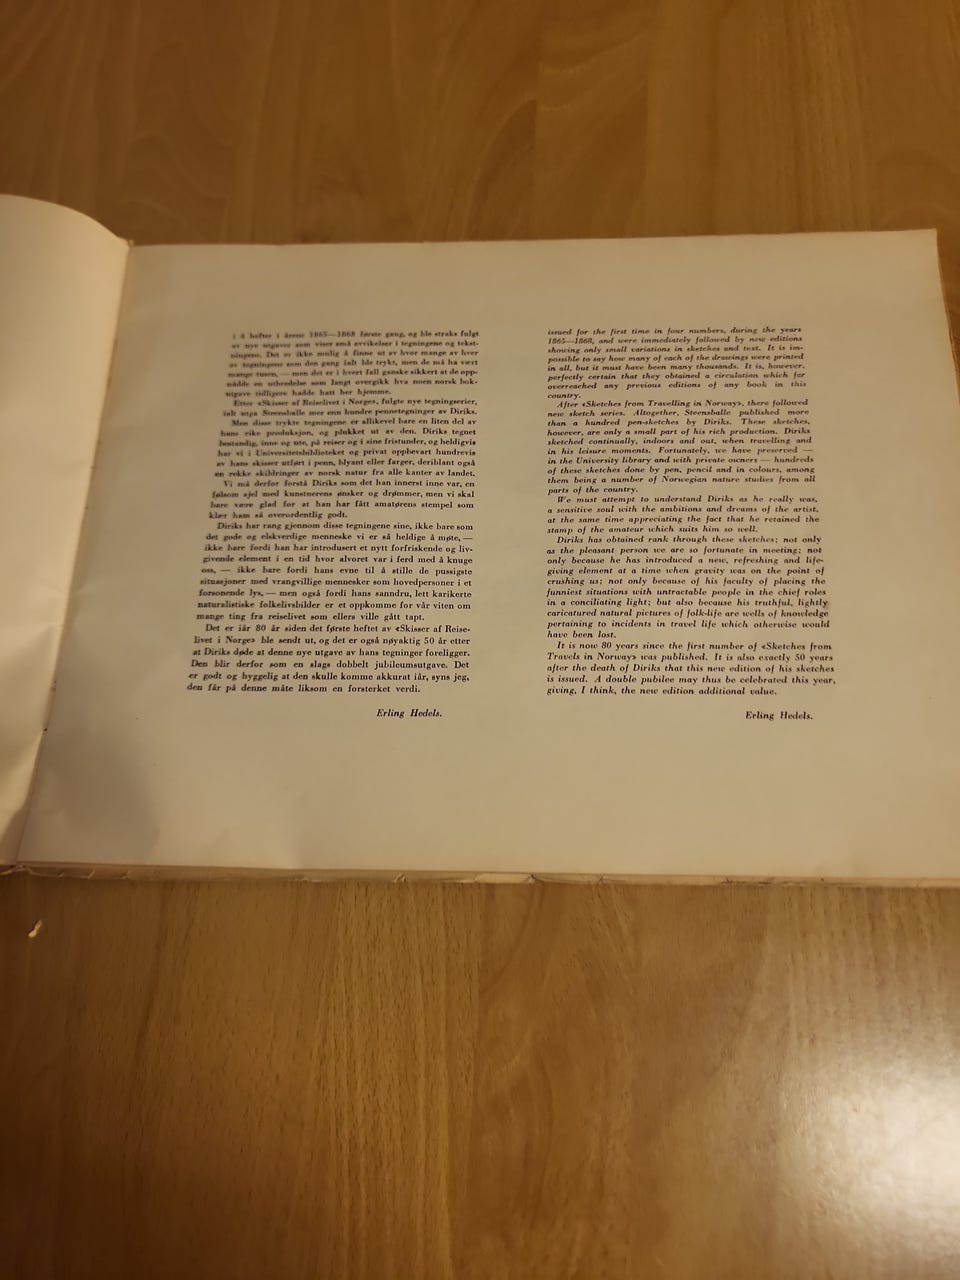 i 4 hefter i årene 1865—1868 første gang, og ble straks fulgt
av nye utgaver som viser små avvikelser i tegningene og tekst-
ningene. Det er ikke mulig å finne ut av hvor mange av hver
av tegningene som den gang ialt ble trykt, men de må ha vært
mange tusen, — men det er i hvert fall ganske sikkert at de opp-
nådde en utbredelse som langt overgikk hva noen norsk bok-
utgave tidligere hadde hatt her hjemme.
Etter «Skisser af Reiselivet i Norge», fulgte nye tegningserier,
ialt utga Steensballe mer enn hundre pennetegninger av Diriks.
Men disse trykte tegningene er allikevel bare en liten del av
hans rike produksjon, og plukket ut av den. Diriks tegnet
bestandig, inne og ute, på reiser og i sine fristunder, og heldigvis
har vi i Universitetsbiblioteket og privat oppbevart hundrevis
av hans skisser utført i penn, blyant eller farger, deriblant også
en rekke skildringer av norsk natur fra alle kanter av landet.
Vi må derfor forstå Diriks som det han innerst inne var, en
følsom sjel med kunstnerens ønsker og drømmer, men vi skal
bare være glad for at han har fått amatørens stempel som
klær ham så overordentlig godt.
Diriks har rang gjennom disse tegningene sine, ikke bare som
det gode og elskverdige menneske vi er så heldige å møte, —
ikke bare fordi han har introdusert et nytt forfriskende og liv-
givende element i en tid hvor alvoret var i ferd med å knuge
oss, — ikke bare fordi hans evne til å stille de pussigste
situasjoner med vrangvillige mennesker som hovedpersoner i et
forsonende lys, — men også fordi hans sanndru, lett karikerte
naturalistiske folkelivsbilder er et oppkomme for vår viten om
mange ting fra reiselivet som ellers ville gått tapt.
Det er iår 80 år siden det første heftet av «Skisser af Reise-
livet i Norge» ble sendt ut, og det er også nøyaktig 50 år etter
at Diriks døde at denne nye utgave av hans tegninger foreligger.
Den blir derfor som en slags dobbelt jubileumsutgave. Det
er godt og hyggelig at den skulle komme akkurat iår, syns jeg,
den får på denne måte liksom en forsterket verdi.
Erling Hedels.
issued for the first time in four numbers, during the years
1865—1868, and were immediately followed by new editions
showing only small variations in sketches and text. It is im-
possible to say how many of each of the drawings were printed
in all, but it must have been many thousands. It is, however,
perfectly certain that they obtained a circulation which far
overreached any previous editions of any book in this
country.
After «Sketches from Travelling in Norway», there followed
new sketch series. Altogether, Steensballe published more
than a hundred pen-sketches by Diriks. These sketches,
however, are only a small part of his rich production. Diriks
sketched continually, indoors and out, when travelling and
in his leisure moments. Fortunately, we have preserved —
in the University library and with private owners — hundreds
of these sketches done by pen, pencil and in colours, among
them being a number of Norwegian nature studies from all
parts of the country.
We must attempt to understand Diriks as he really was,
a sensitive soul with the ambitions and dreams of the artist,
at the same time appreciating the fact that he retained the
stamp of the amateur which suits him so well.
Diriks has obtained rank through these sketches; not only
as the pleasant person we are so fortunate in meeting; not
only because he has introduced a new, refreshing and life-
giving element at a time when gravity was on the point of
crushing us; not only because of his faculty of placing the
funniest situations with untractable people in the chief roles
in a conciliating light; but also because his truthful, lightly
caricatured natural pictures of folk-life are wells of knowledge
pertaining to incidents in travel life which otherwise would
have been lost.
It is now 80 years since the first number of «Sketches from
Travels in Norway» was published. It is also exactly 50 years
after the death of Diriks that this new edition of his sketches
is issued. A double pubilee may thus be celebrated this year,
giving, I think, the new edition additional value.
Erling Hedels.